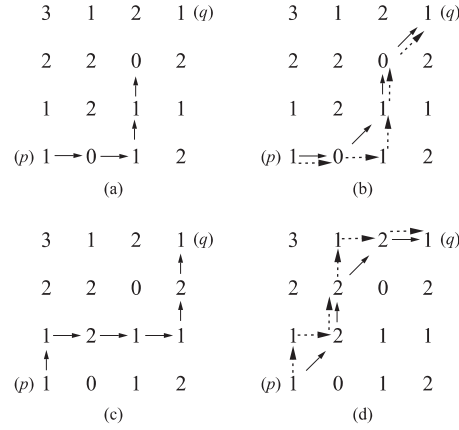 3 1 2 1 (q)
2 2 0 2
1 2 1 1
(p) 1 0 1 2
(a)
3 1 2 1 (q)
2 2 0 2
1 2 1 1
(p) 1 0 1 2
(b)
3 1 2 1 (q)
2 2 0 2
1 2 1 1
(p) 1 0 1 2
(c)
3 1 2 1 (q)
2 2 0 2
1 2 1 1
(p) 1 0 1 2
(d)